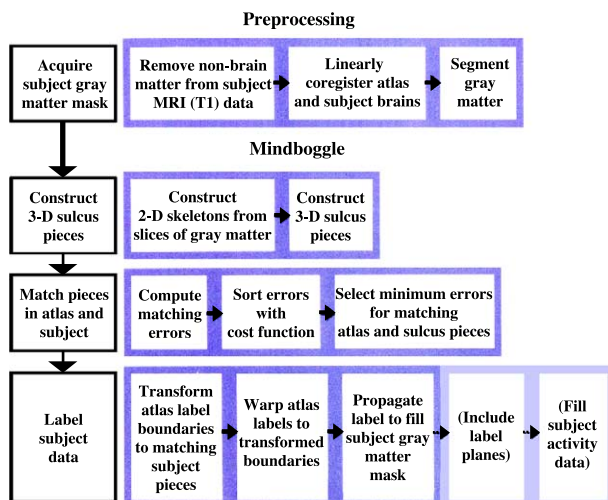 Preprocessing
Acquire
subject gray
matter mask
Remove non-brain
matter from subject
MRI (T1) data
Linearly
coregister atlas
and subject brains
Segment
gray
matter
Mindboggle
Construct
3-D sulcus
pieces
Construct
2-D skeletons from
slices of gray matter
Construct
3-D sulcus
pieces
Match pieces
in atlas and
subject
Compute
matching
errors
Sort errors
with
cost function
Select minimum errors
for matching
atlas and sulcus pieces
Label
subject
data
Transform
atlas label
boundaries
to matching
subject
pieces
Warp atlas
labels to
transformed
boundaries
Propagate
label to fill
subject gray
matter
mask
(Include
label
planes)
(Fill
subject
activity
data)